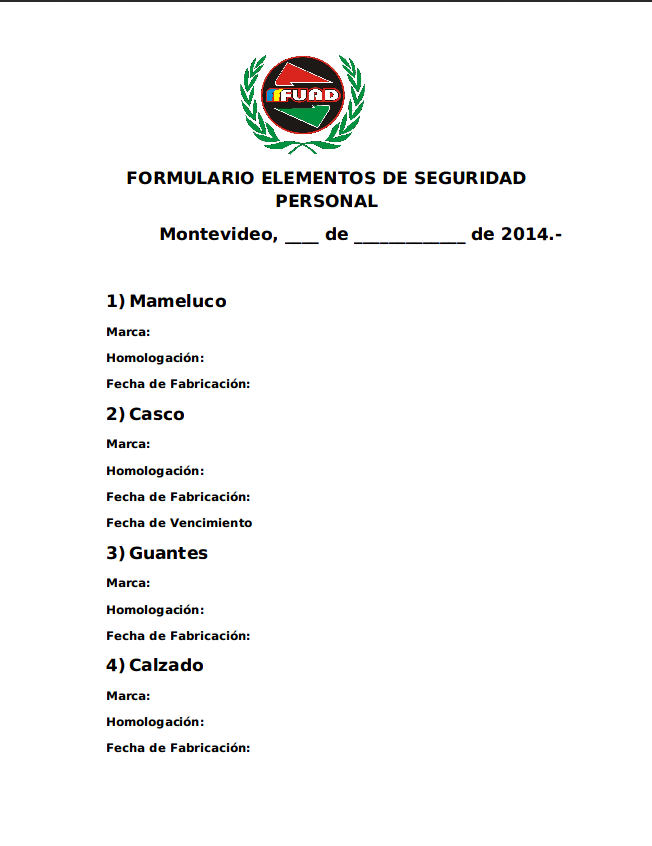 FUAD
FORMULARIO ELEMENTOS DE SEGURIDAD
PERSONAL
Montevideo, ____ de _____________ de 2014.-
1) Mameluco
Marca:
Homologación:
Fecha de Fabricación:
2) Casco
Marca:
Homologación:
Fecha de Fabricación:
Fecha de Vencimiento
3) Guantes
Marca:
Homologación:
Fecha de Fabricación:
4) Calzado
Marca:
Homologación:
Fecha de Fabricación: